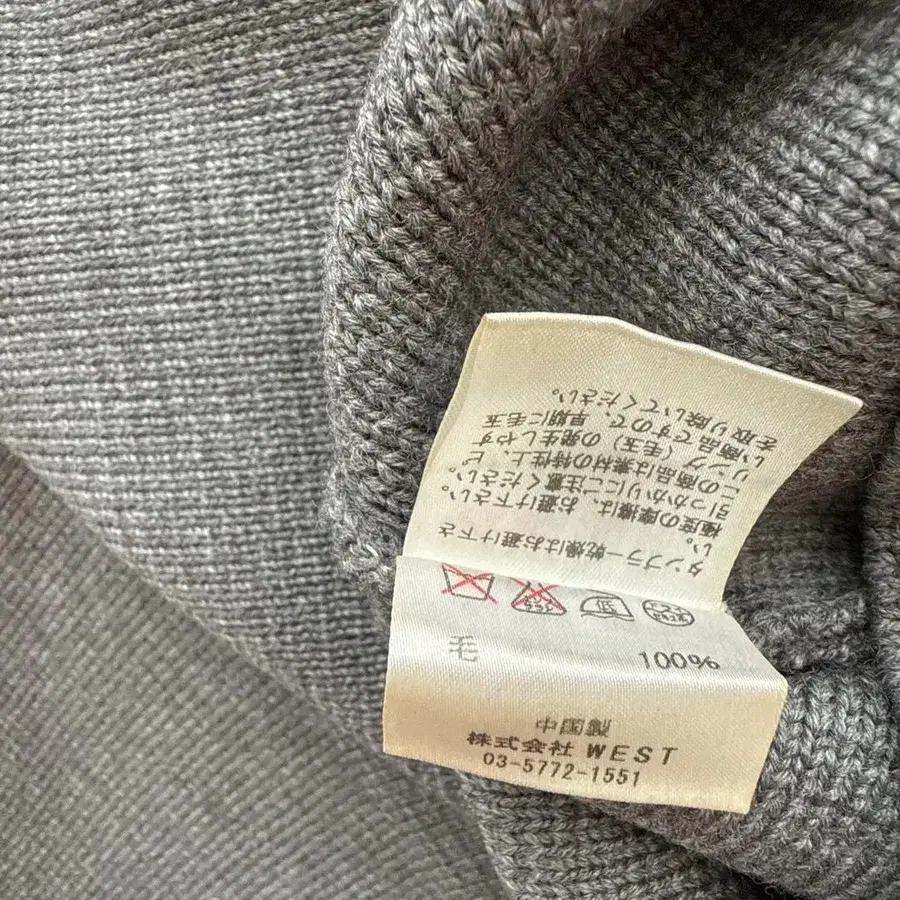 タンブラー乾燥はお避け下さ
い。
極度の摩擦は、お避け下さい。
引っかかりにご注意ください。
この商品は素材の特性上、ピ
リング（毛玉）の発生しやす
い商品ですので、早期に毛玉
を取り除いてください。
毛 100%
中国製
株式会社 WEST
03-5772-1551